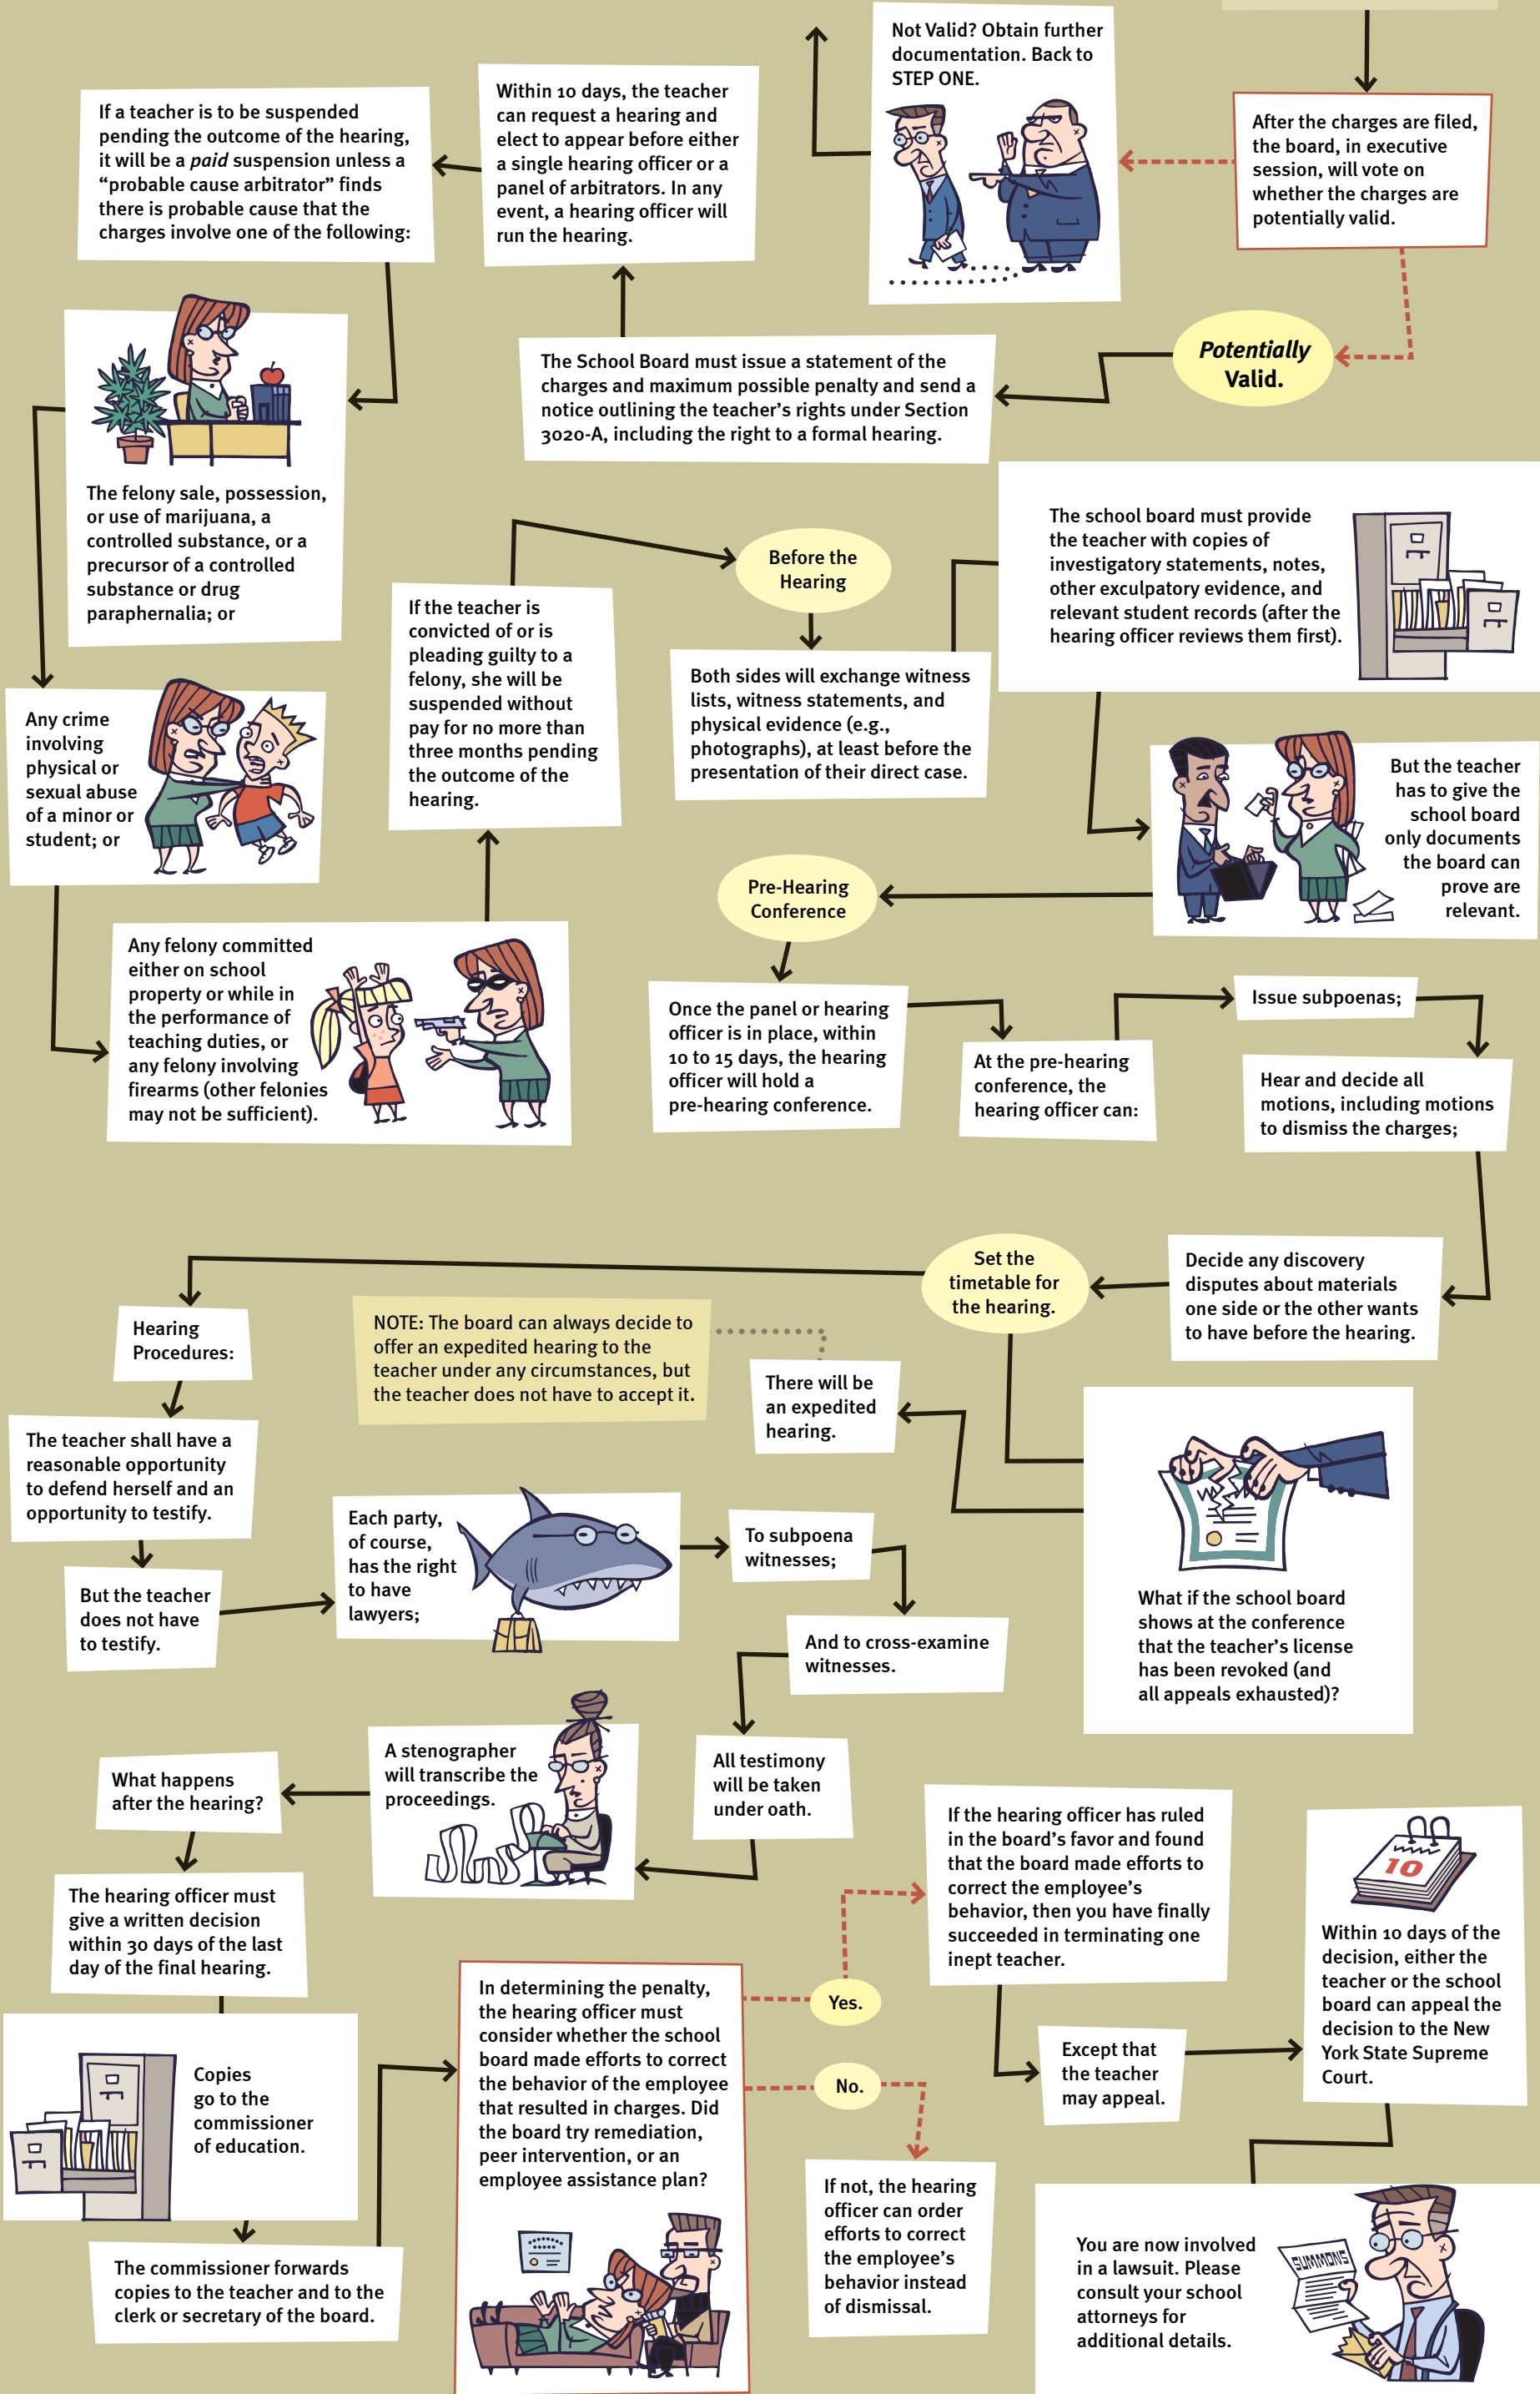 After the charges are filed,
the board, in executive
session, will vote on
whether the charges are
potentially valid.
Not Valid? Obtain further
documentation. Back to
STEP ONE.
Potentially
Valid.
The School Board must issue a statement of the
charges and maximum possible penalty and send a
notice outlining the teacher’s rights under Section
3020-A, including the right to a formal hearing.
Within 10 days, the teacher
can request a hearing and
elect to appear before either
a single hearing officer or a
panel of arbitrators. In any
event, a hearing officer will
run the hearing.
If a teacher is to be suspended
pending the outcome of the hearing,
it will be a paid suspension unless a
“probable cause arbitrator” finds
there is probable cause that the
charges involve one of the following:
The felony sale, possession,
or use of marijuana, a
controlled substance, or a
precursor of a controlled
substance or drug
paraphernalia; or
Any crime
involving
physical or
sexual abuse
of a minor or
student; or
Any felony committed
either on school
property or while in
the performance of
teaching duties, or
any felony involving
firearms (other felonies
may not be sufficient).
If the teacher is
convicted of or is
pleading guilty to a
felony, she will be
suspended without
pay for no more than
three months pending
the outcome of the
hearing.
Before the
Hearing
Both sides will exchange witness
lists, witness statements, and
physical evidence (e.g.,
photographs), at least before the
presentation of their direct case.
The school board must provide
the teacher with copies of
investigatory statements, notes,
other exculpatory evidence, and
relevant student records (after the
hearing officer reviews them first).
But the teacher
has to give the
school board
only documents
the board can
prove are
relevant.
Pre-Hearing
Conference
Once the panel or hearing
officer is in place, within
10 to 15 days, the hearing
officer will hold a
pre-hearing conference.
At the pre-hearing
conference, the
hearing officer can:
Issue subpoenas;
Hear and decide all
motions, including motions
to dismiss the charges;
Decide any discovery
disputes about materials
one side or the other wants
to have before the hearing.
Set the
timetable for
the hearing.
What if the school board
shows at the conference
that the teacher’s license
has been revoked (and
all appeals exhausted)?
There will be
an expedited
hearing.
NOTE: The board can always decide to
offer an expedited hearing to the
teacher under any circumstances, but
the teacher does not have to accept it.
Hearing
Procedures:
The teacher shall have a
reasonable opportunity
to defend herself and an
opportunity to testify.
But the teacher
does not have
to testify.
Each party,
of course,
has the right
to have
lawyers;
To subpoena
witnesses;
And to cross-examine
witnesses.
All testimony
will be taken
under oath.
A stenographer
will transcribe the
proceedings.
What happens
after the hearing?
The hearing officer must
give a written decision
within 30 days of the last
day of the final hearing.
Copies
go to the
commissioner
of education.
The commissioner forwards
copies to the teacher and to the
clerk or secretary of the board.
In determining the penalty,
the hearing officer must
consider whether the school
board made efforts to correct
the behavior of the employee
that resulted in charges. Did
the board try remediation,
peer intervention, or an
employee assistance plan?
Yes.
If the hearing officer has ruled
in the board’s favor and found
that the board made efforts to
correct the employee’s
behavior, then you have finally
succeeded in terminating one
inept teacher.
No.
If not, the hearing
officer can order
efforts to correct
the employee’s
behavior instead
of dismissal.
Except that
the teacher
may appeal.
10
Within 10 days of the
decision, either the
teacher or the school
board can appeal the
decision to the New
York State Supreme
Court.
You are now involved
in a lawsuit. Please
consult your school
attorneys for
additional details.
SUMMONS